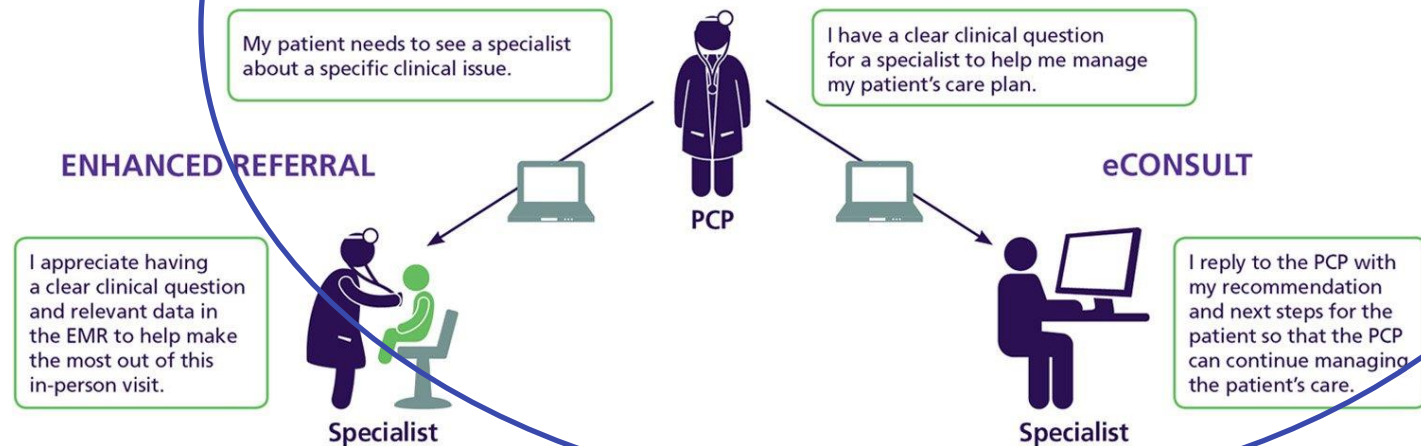 My patient needs to see a specialist
about a specific clinical issue.
I have a clear clinical question
for a specialist to help me manage
my patient's care plan.
PCP
ENHANCED REFERRAL
I appreciate having
a clear clinical question
and relevant data in
the EMR to help make
the most out of this
in-person visit.
Specialist
eCONSULT
I reply to the PCP with
my recommendation
and next steps for the
patient so that the PCP
can continue managing
the patient's care.
Specialist